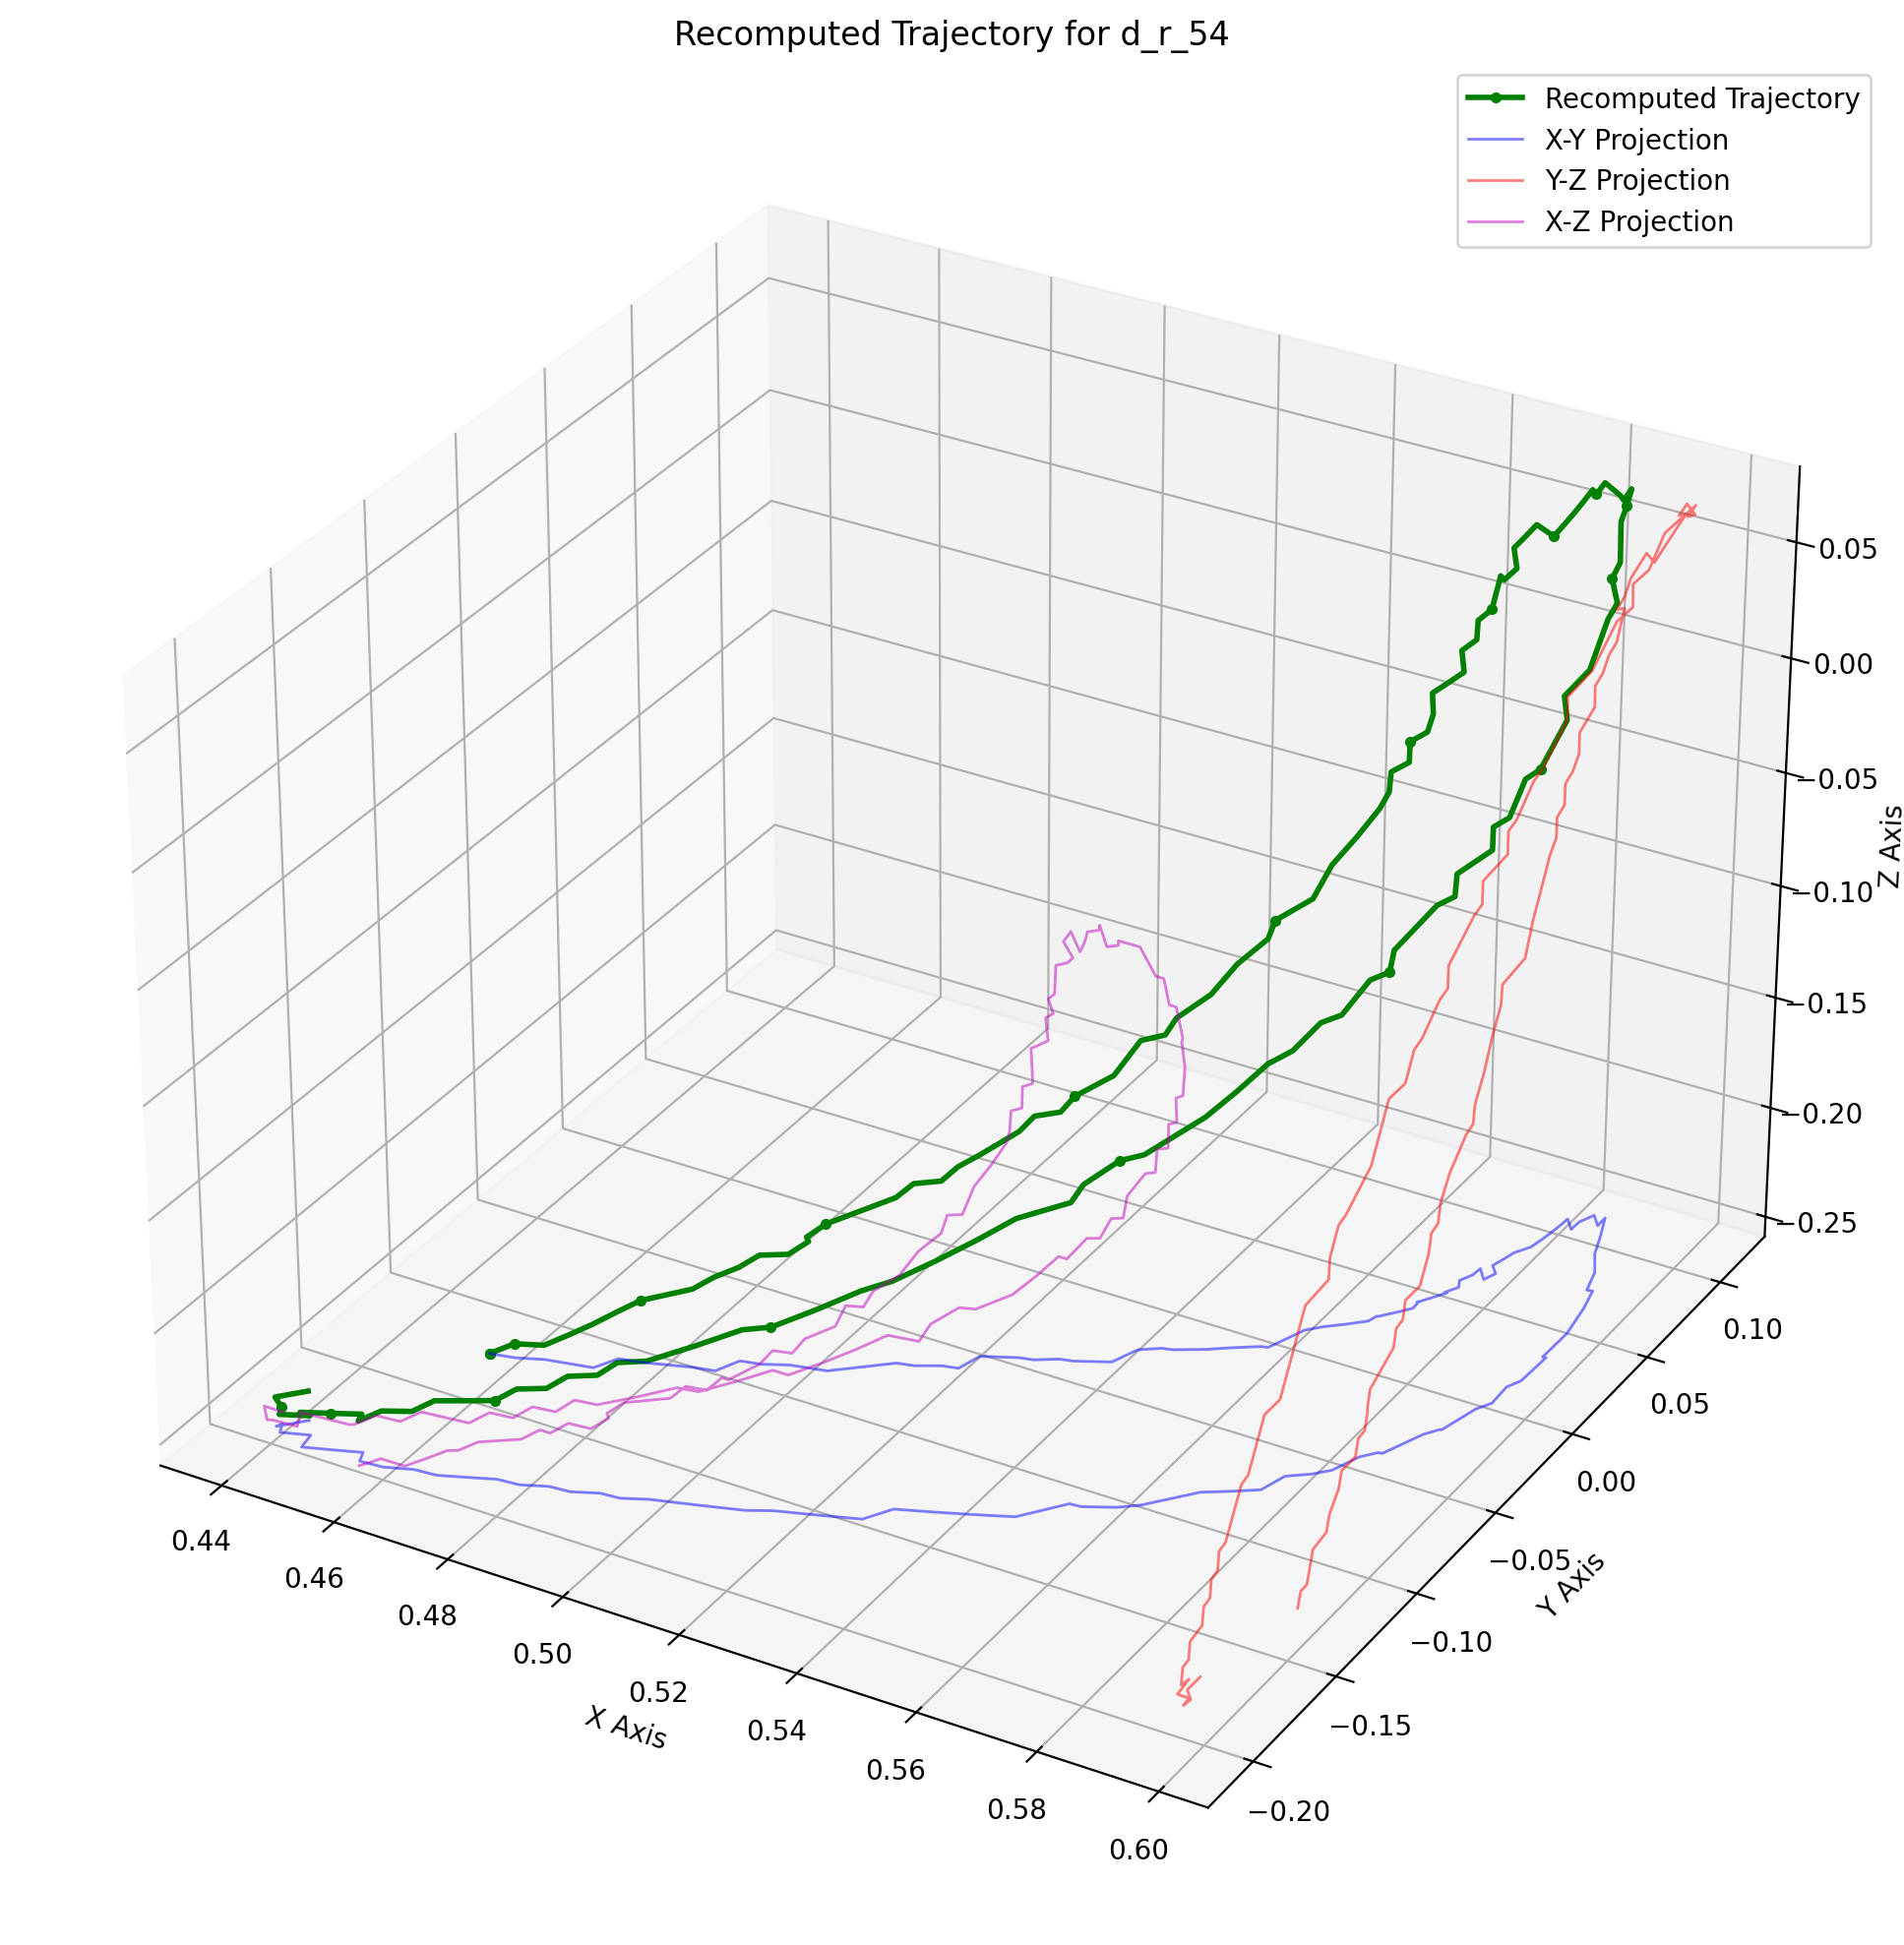 Recomputed Trajectory for d_r_54
Recomputed Trajectory
X-Y Projection
Y-Z Projection
X-Z Projection
0.05
0.00
−0.05
−0.10
−0.15
−0.20
−0.25
Z Axis
0.10
0.05
0.00
−0.05
−0.10
−0.15
−0.20
Y Axis
0.44
0.46
0.48
0.50
0.52
0.54
0.56
0.58
0.60
X Axis